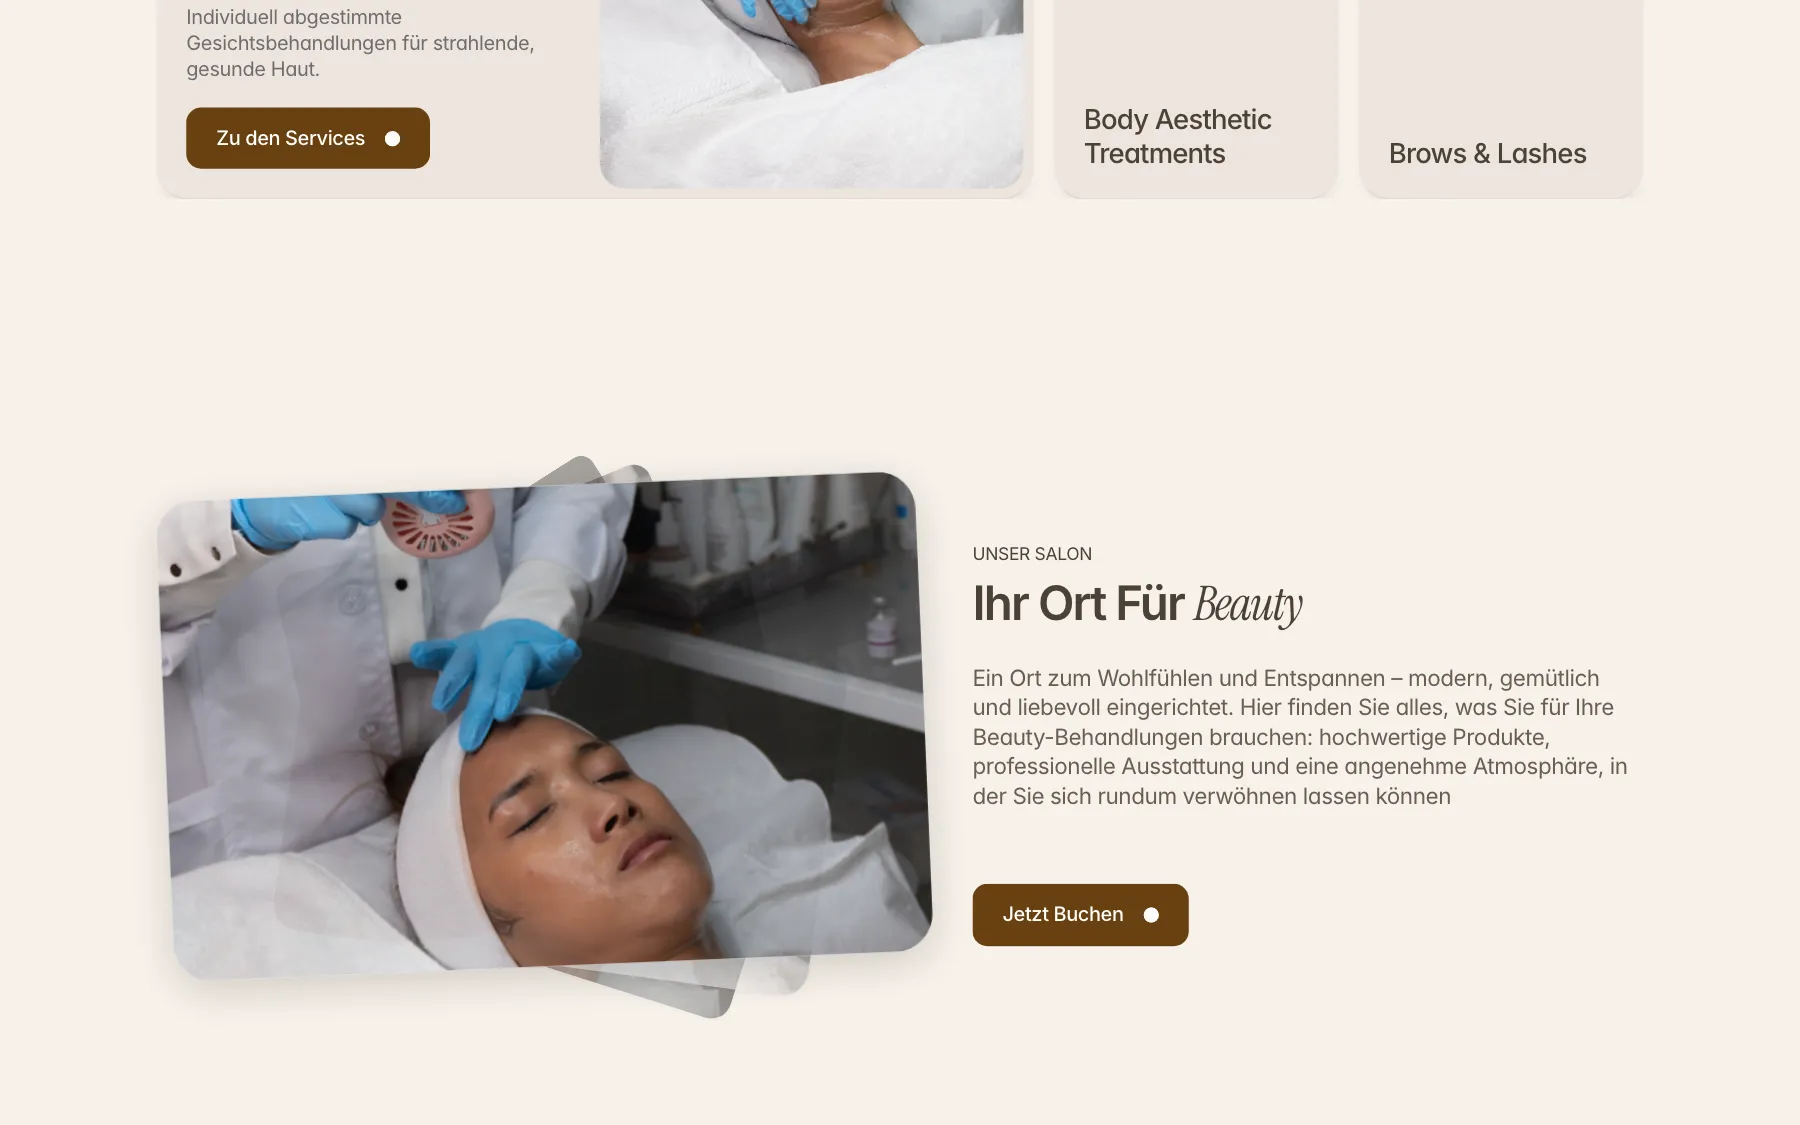 Individuell abgestimmte
Gesichtsbehandlungen für strahlende,
gesunde Haut.
Zu den Services
Body Aesthetic
Treatments
Brows & Lashes
UNSER SALON
Ihr Ort Für Beauty
Ein Ort zum Wohlfühlen und Entspannen – modern, gemütlich
und liebevoll eingerichtet. Hier finden Sie alles, was Sie für Ihre
Beauty-Behandlungen brauchen: hochwertige Produkte,
professionelle Ausstattung und eine angenehme Atmosphäre, in
der Sie sich rundum verwöhnen lassen können
Jetzt Buchen